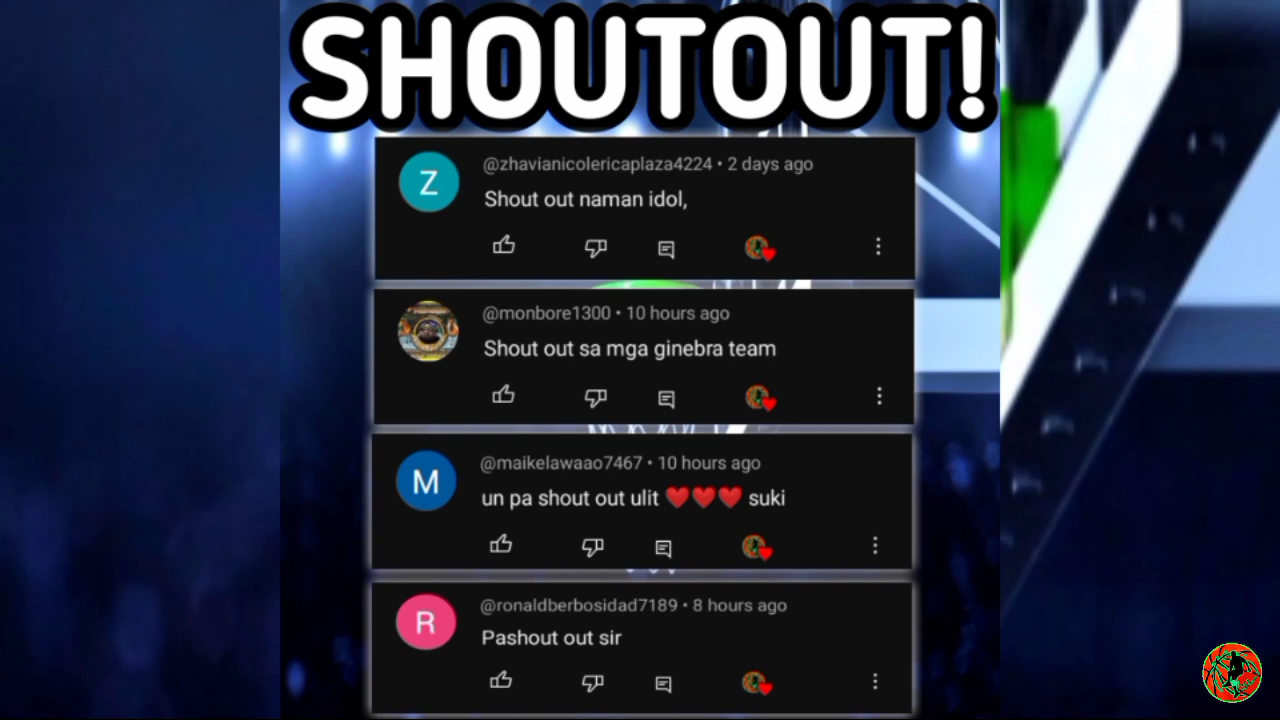 SHOUTOUT!
@zhavianicolericaplaza4224 • 2 days ago
Shout out naman idol,
@monbore1300 • 10 hours ago
Shout out sa mga ginebra team
@maikelawaao7467 • 10 hours ago
un pa shout out ulit ❤️❤️❤️ suki
@ronaldberbosidad7189 • 8 hours ago
Pashout out sir
Z
M
R